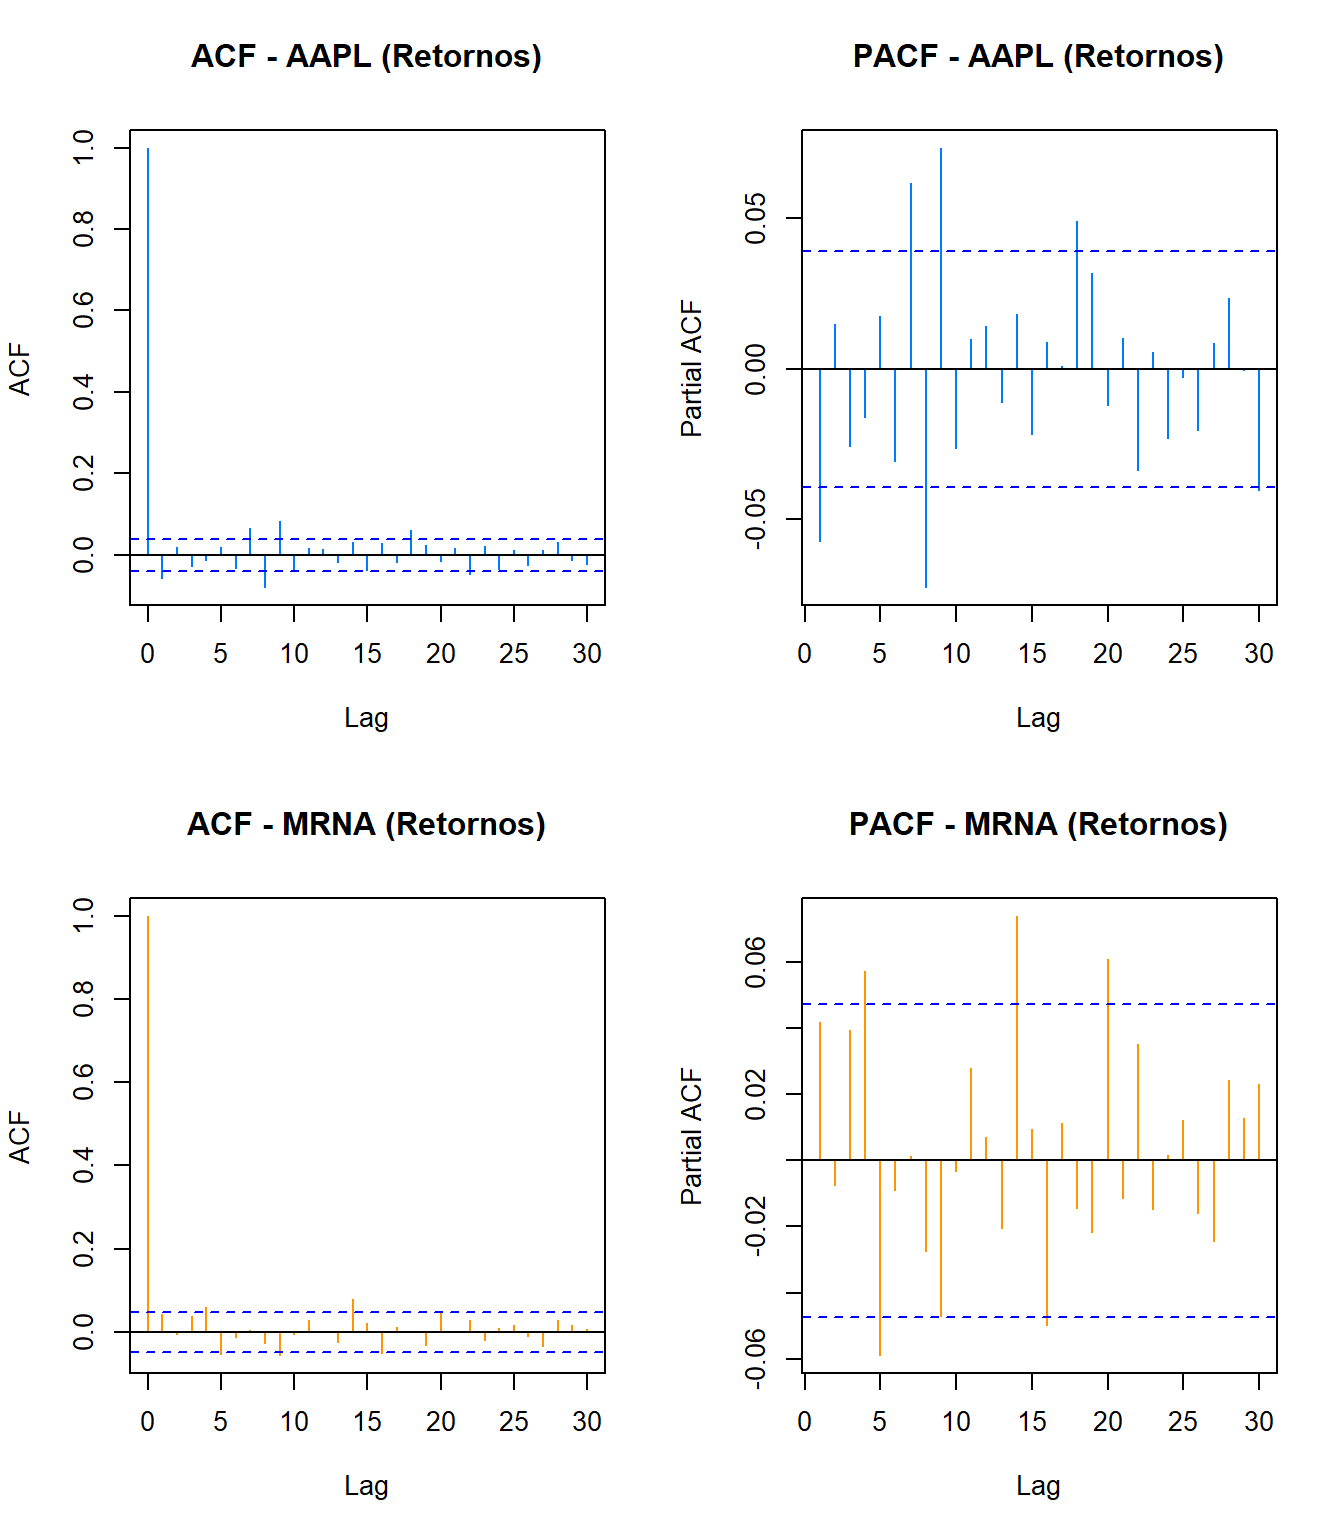 ACF - AAPL (Retornos)
ACF
1.0
0.8
0.6
0.4
0.2
0.0
0 5 10 15 20 25 30
Lag
PACF - AAPL (Retornos)
Partial ACF
0.05
0.00
-0.05
0 5 10 15 20 25 30
Lag
ACF - MRNA (Retornos)
ACF
1.0
0.8
0.6
0.4
0.2
0.0
0 5 10 15 20 25 30
Lag
PACF - MRNA (Retornos)
Partial ACF
0.06
0.02
-0.02
-0.06
0 5 10 15 20 25 30
Lag